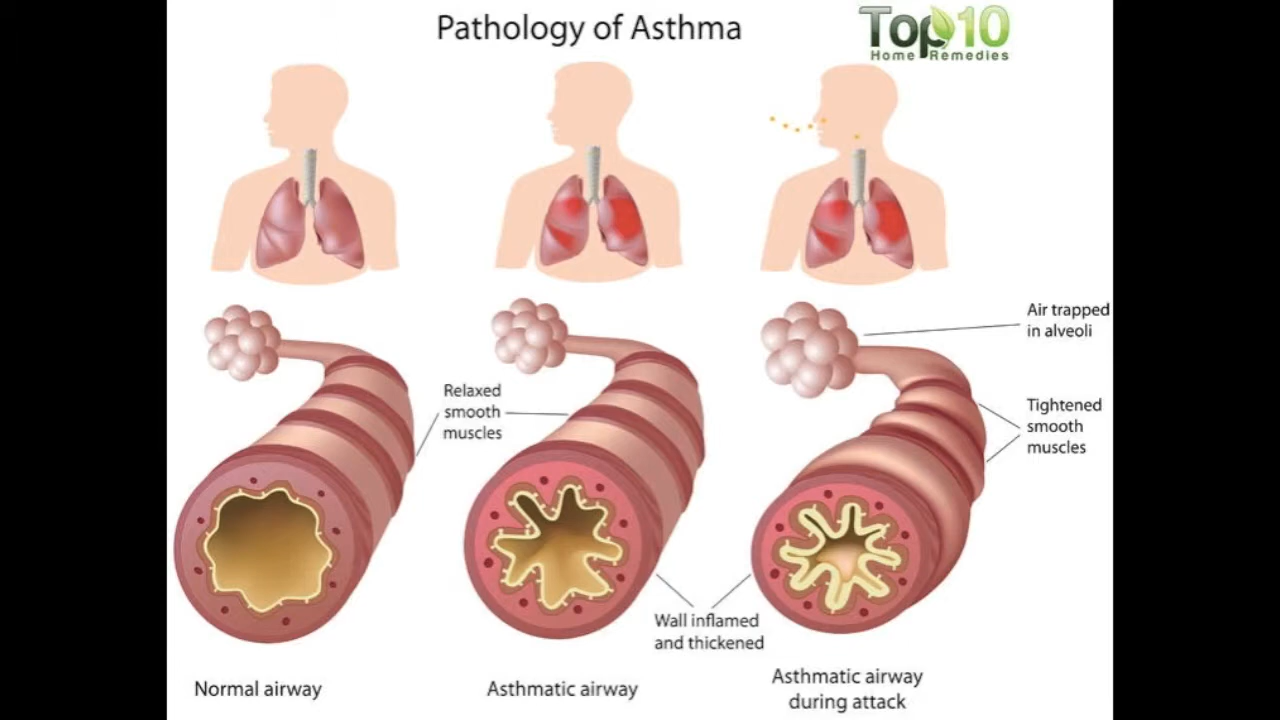 Pathology of Asthma
Top10
Home Remedies
Air trapped
in alveoli
Relaxed
smooth
muscles
Tightened
smooth
muscles
Wall inflamed
and thickened
Normal airway
Asthmatic airway
Asthmatic airway
during attack